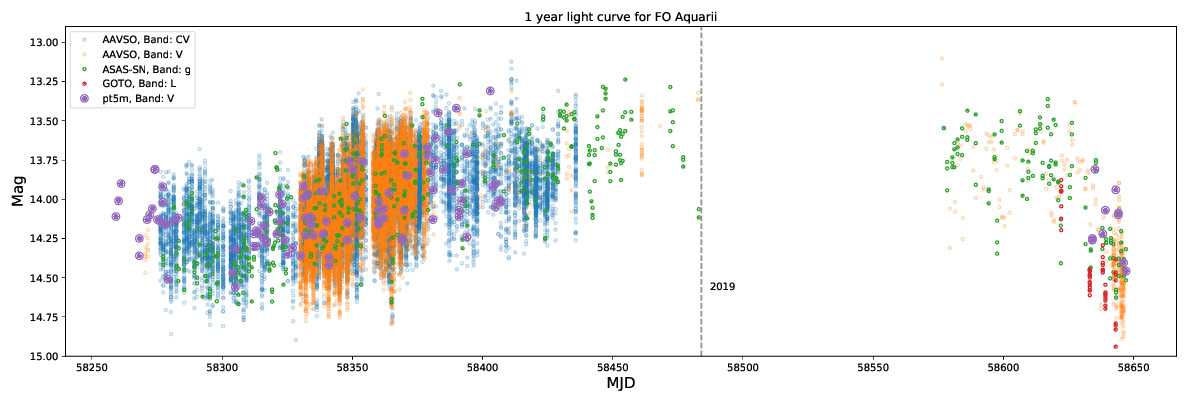 1 year light curve for FO Aquarii
AAVSO, Band: CV
AAVSO, Band: V
ASAS-SN, Band: g
GOTO, Band: L
pt5m, Band: V
Mag
13.00
13.25
13.50
13.75
14.00
14.25
14.50
14.75
15.00
2019
58250 58300 58350 58400 58450 58500 58550 58600 58650
MJD